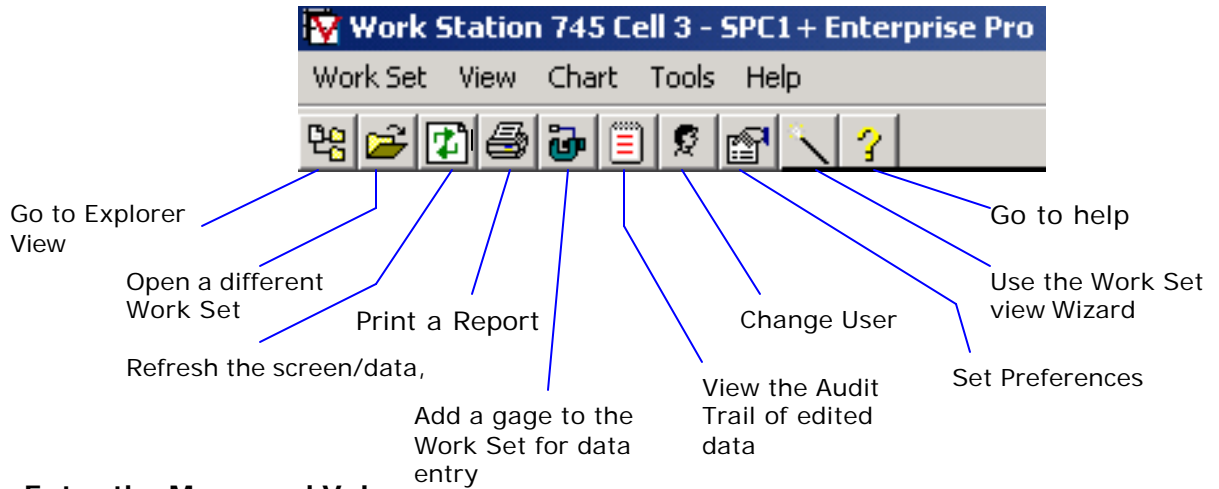 Work Station 745 Cell 3 - SPC1+ Enterprise Pro
Work Set View Chart Tools Help
Go to Explorer
View
Open a different
Work Set
Refresh the screen/data,
Print a Report
Add a gage to the
Work Set for data
entry
View the Audit
Trail of edited
data
Change User
Set Preferences
Use the Work Set
view Wizard
Go to help